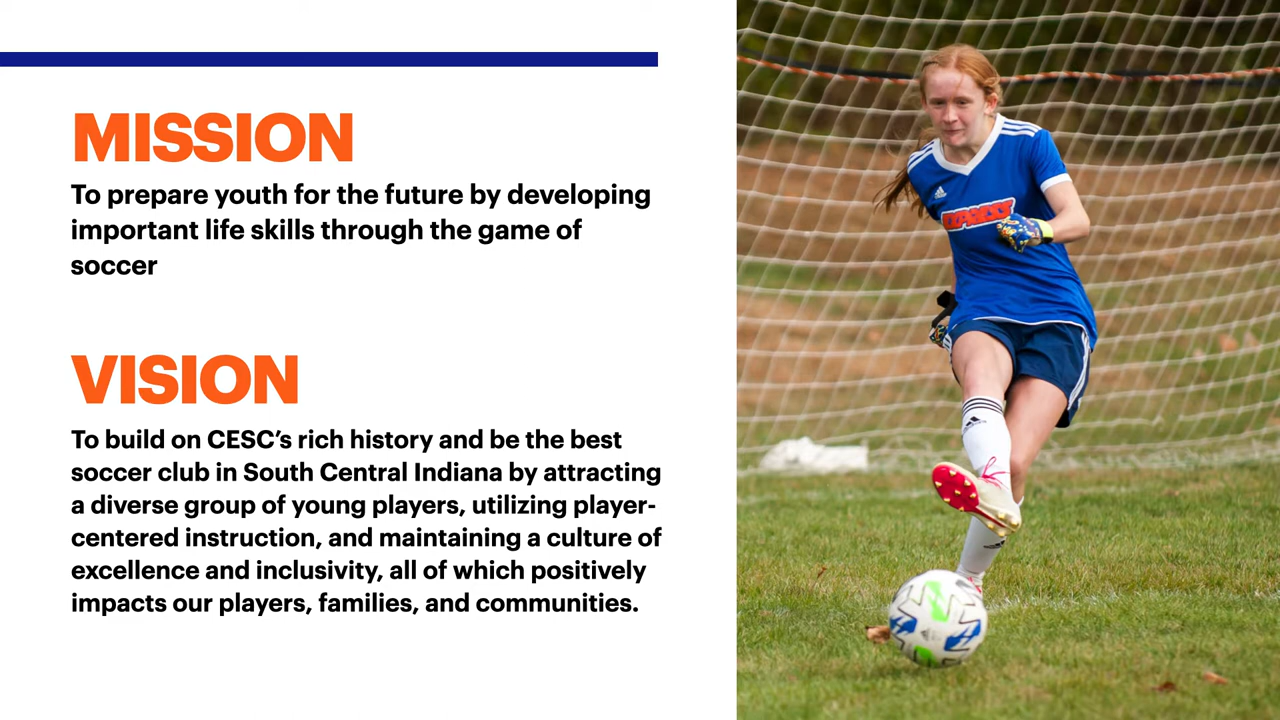 MISSION
To prepare youth for the future by developing
important life skills through the game of
soccer
VISION
To build on CESC’s rich history and be the best
soccer club in South Central Indiana by attracting
a diverse group of young players, utilizing player-
centered instruction, and maintaining a culture of
excellence and inclusivity, all of which positively
impacts our players, families, and communities.
EXPRESS